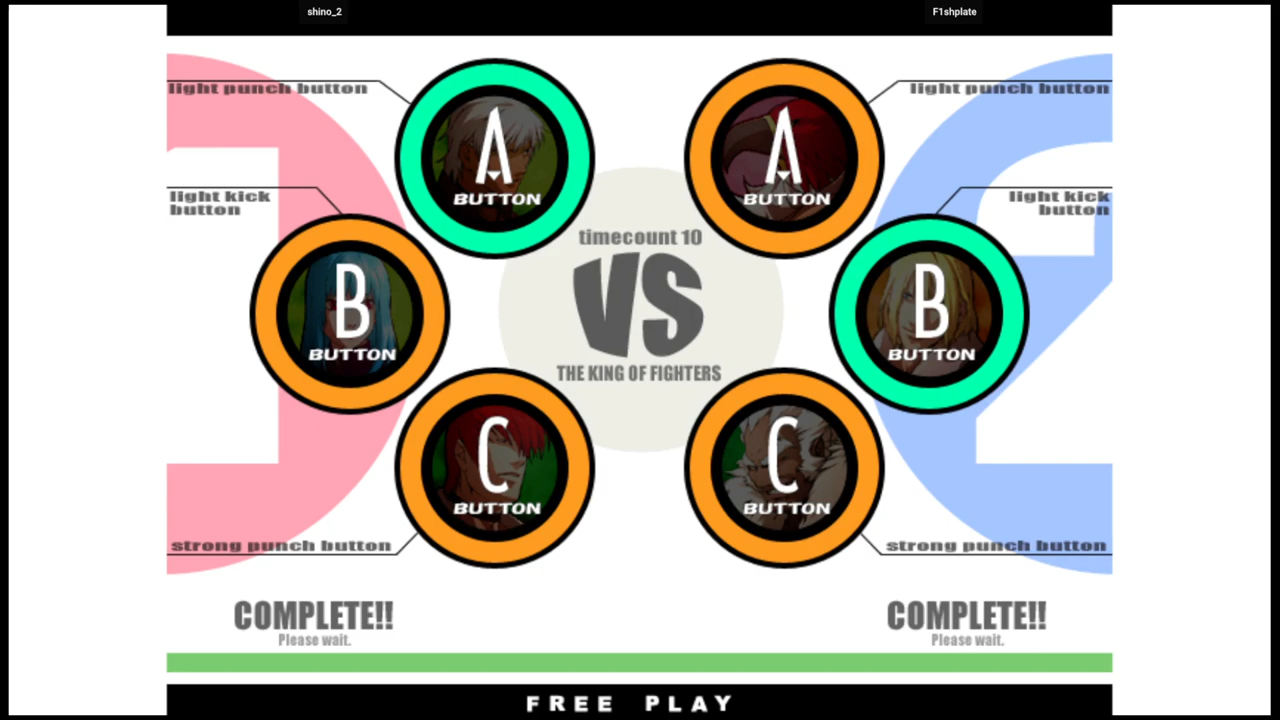 shino_2
F1shplate
light punch button
A
BUTTON
A
BUTTON
light punch button
light kick
button
B
BUTTON
timecount 10
VS
THE KING OF FIGHTERS
light kick
button
B
BUTTON
C
BUTTON
C
BUTTON
strong punch button
strong punch button
COMPLETE!!
Please wait.
COMPLETE!!
Please wait.
FREE PLAY